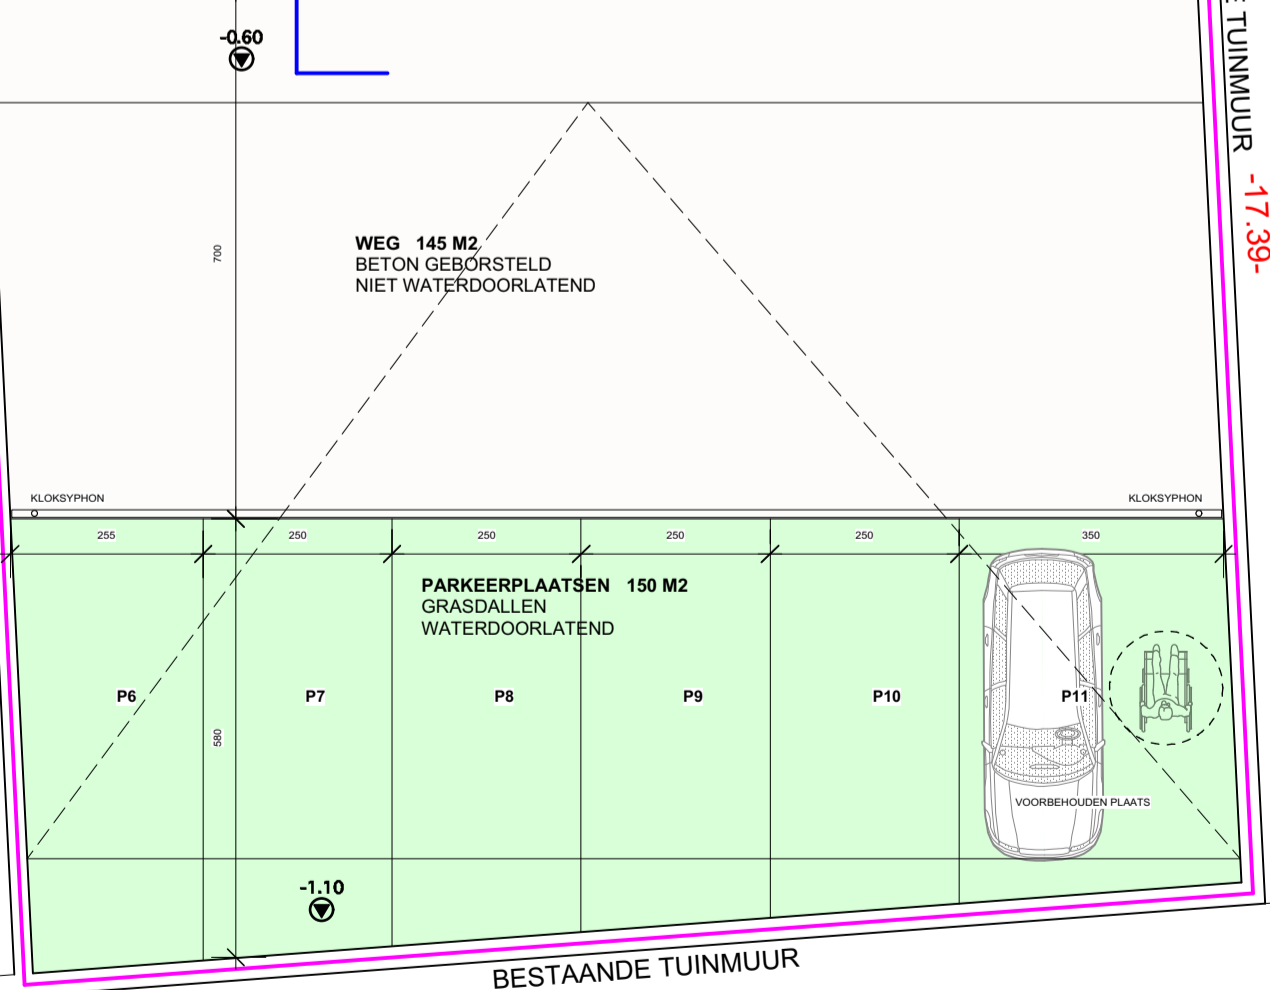 -0.60
E TUINMUUR -17.39-
700
WEG 145 M2
BETON GEBORSTELD
NIET WATERDOORLATEND
KLOKSYPHON
KLOKSYPHON
255
250
250
250
250
350
PARKEERPLAATSEN 150 M2
GRASDALLEN
WATERDOORLATEND
P6
P7
P8
P9
P10
P11
580
VOORBEHOUDEN PLAATS
-1.10
BESTAANDE TUINMUUR